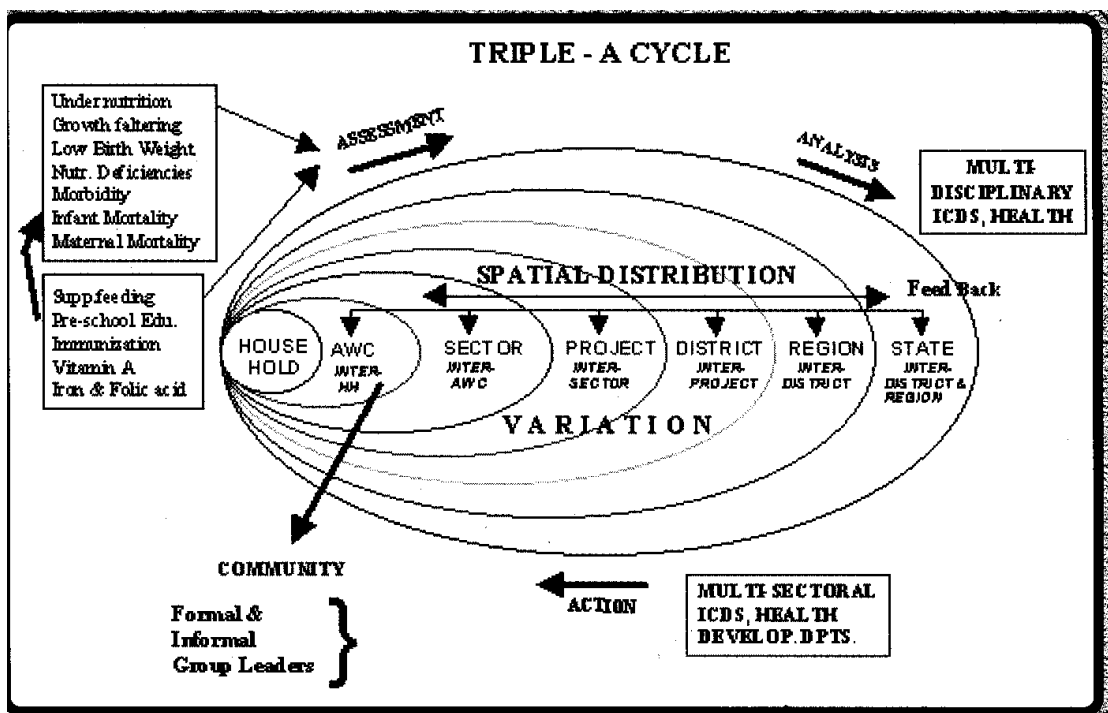 TRIPLE - A CYCLE
Undernutrition
Growth faltering
Low Birth Weight
Nutr. Deficiencies
Morbidity
Infant Mortality
Maternal Mortality
ASSESSMENT
ANALYSIS
MULTI-
DISCIPLINARY
ICDS, HEALTH
Supp.feeding
Pre-school Edu.
Immunization
Vitamin A
Iron & Folic acid
SPATIAL DISTRIBUTION
Feed Back
HOUSE
HOLD
AWC
INTER-
HH
SECTOR
INTER-
AWC
PROJECT
INTER-
SECTOR
DISTRICT
INTER-
PROJECT
REGION
INTER-
DISTRICT
STATE
INTER-
DISTRICT &
REGION
VARIATION
COMMUNITY
Formal &
Informal
Group Leaders
ACTION
MULTI-SECTORAL
ICDS, HEALTH
DEVELOP.DPTS.